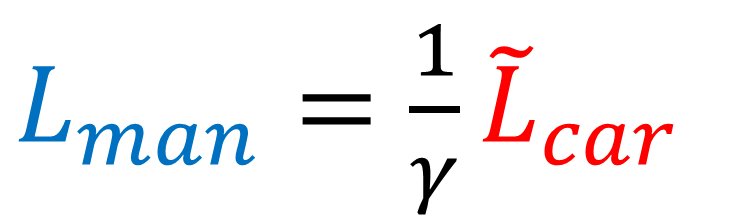 L_man = 1/γ L̃_car